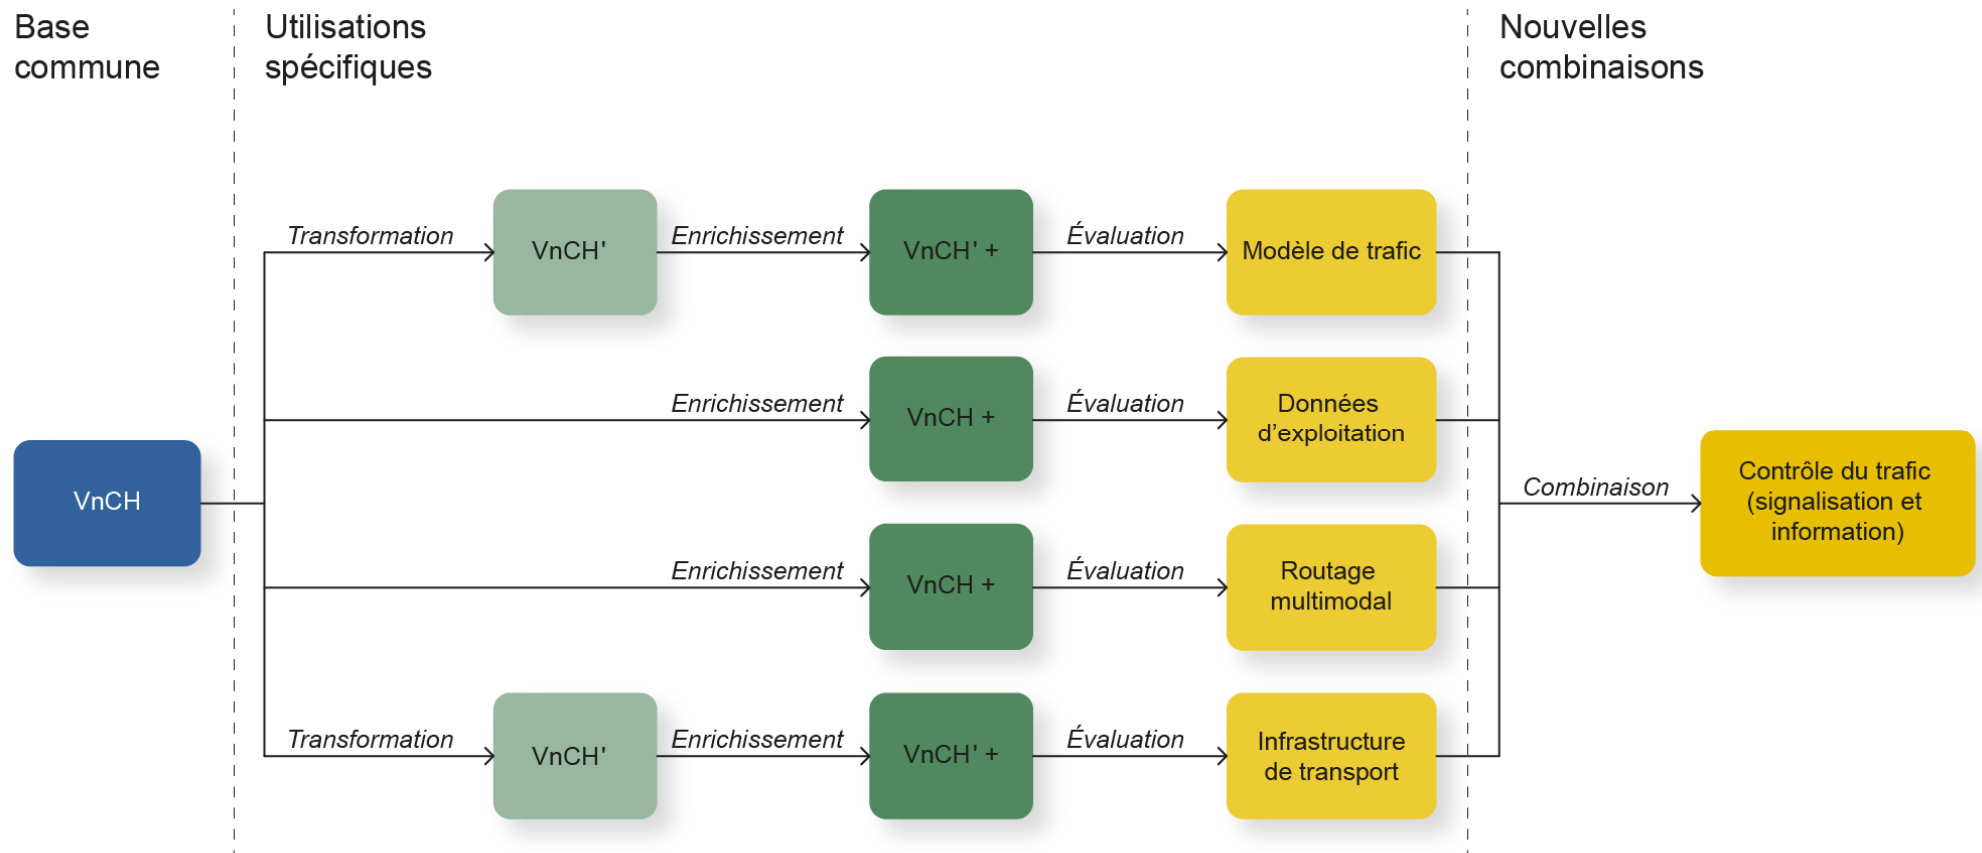 Base
commune
Utilisations
spécifiques
Nouvelles
combinaisons
Transformation
VnCH'
Enrichissement
VnCH' +
Évaluation
Modèle de trafic
Enrichissement
VnCH +
Évaluation
Données
d’exploitation
VnCH
Combinaison
Contrôle du trafic
(signalisation et
information)
Enrichissement
VnCH +
Évaluation
Routage
multimodal
Transformation
VnCH'
Enrichissement
VnCH' +
Évaluation
Infrastructure
de transport